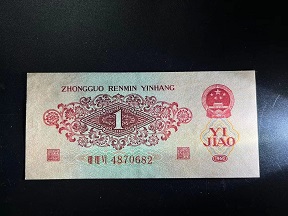 ZHONGGUO RENMIN YINHANG
1
YI
JIAO
4870682
1960